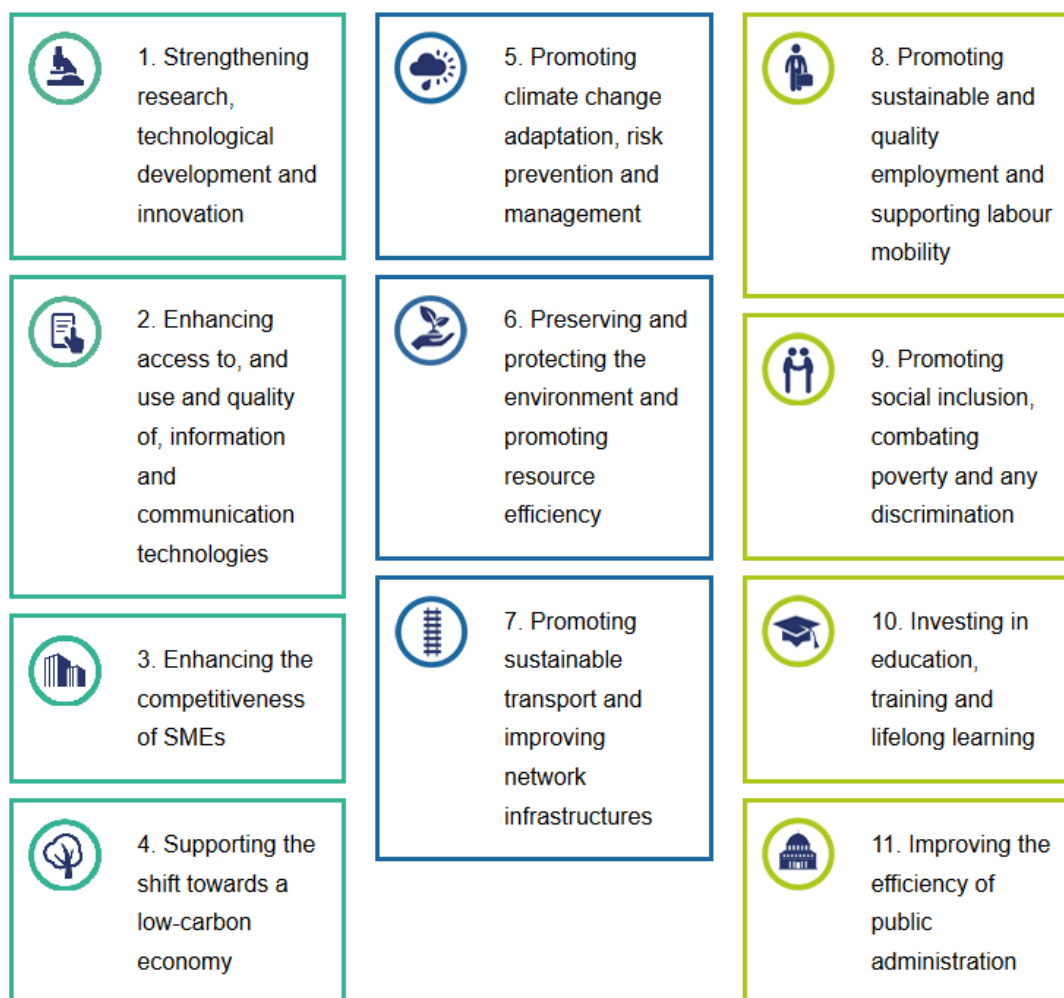 1. Strengthening
research,
technological
development and
innovation
2. Enhancing
access to, and
use and quality
of, information
and
communication
technologies
3. Enhancing the
competitiveness
of SMEs
4. Supporting the
shift towards a
low-carbon
economy
5. Promoting
climate change
adaptation, risk
prevention and
management
6. Preserving and
protecting the
environment and
promoting
resource
efficiency
7. Promoting
sustainable
transport and
improving
network
infrastructures
8. Promoting
sustainable and
quality
employment and
supporting labour
mobility
9. Promoting
social inclusion,
combating
poverty and any
discrimination
10. Investing in
education,
training and
lifelong learning
11. Improving the
efficiency of
public
administration